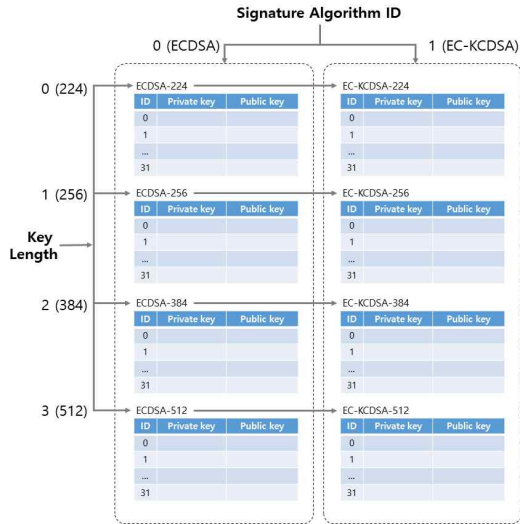 Signature Algorithm ID
0 (ECDSA)
1 (EC-KCDSA)
Key
Length
0 (224)
ECDSA-224
ID Private key Public key
0
1
...
31
EC-KCDSA-224
ID Private key Public key
0
1
...
31
1 (256)
ECDSA-256
ID Private key Public key
0
1
...
31
EC-KCDSA-256
ID Private key Public key
0
1
...
31
2 (384)
ECDSA-384
ID Private key Public key
0
1
...
31
EC-KCDSA-384
ID Private key Public key
0
1
...
31
3 (512)
ECDSA-512
ID Private key Public key
0
1
...
31
EC-KCDSA-512
ID Private key Public key
0
1
...
31